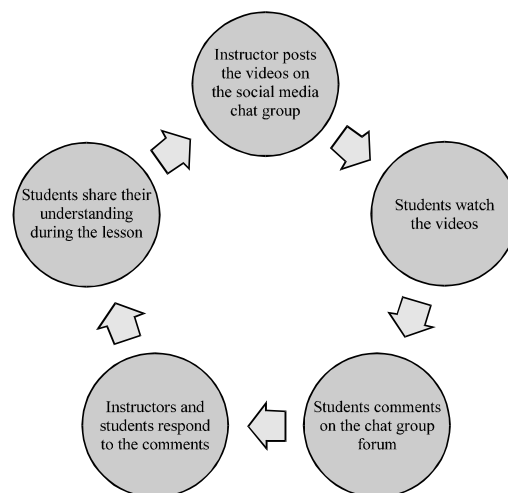 Instructor posts
the videos on
the social media
chat group
Students watch
the videos
Students comments
on the chat group
forum
Instructors and
students respond
to the comments
Students share their
understanding
during the lesson